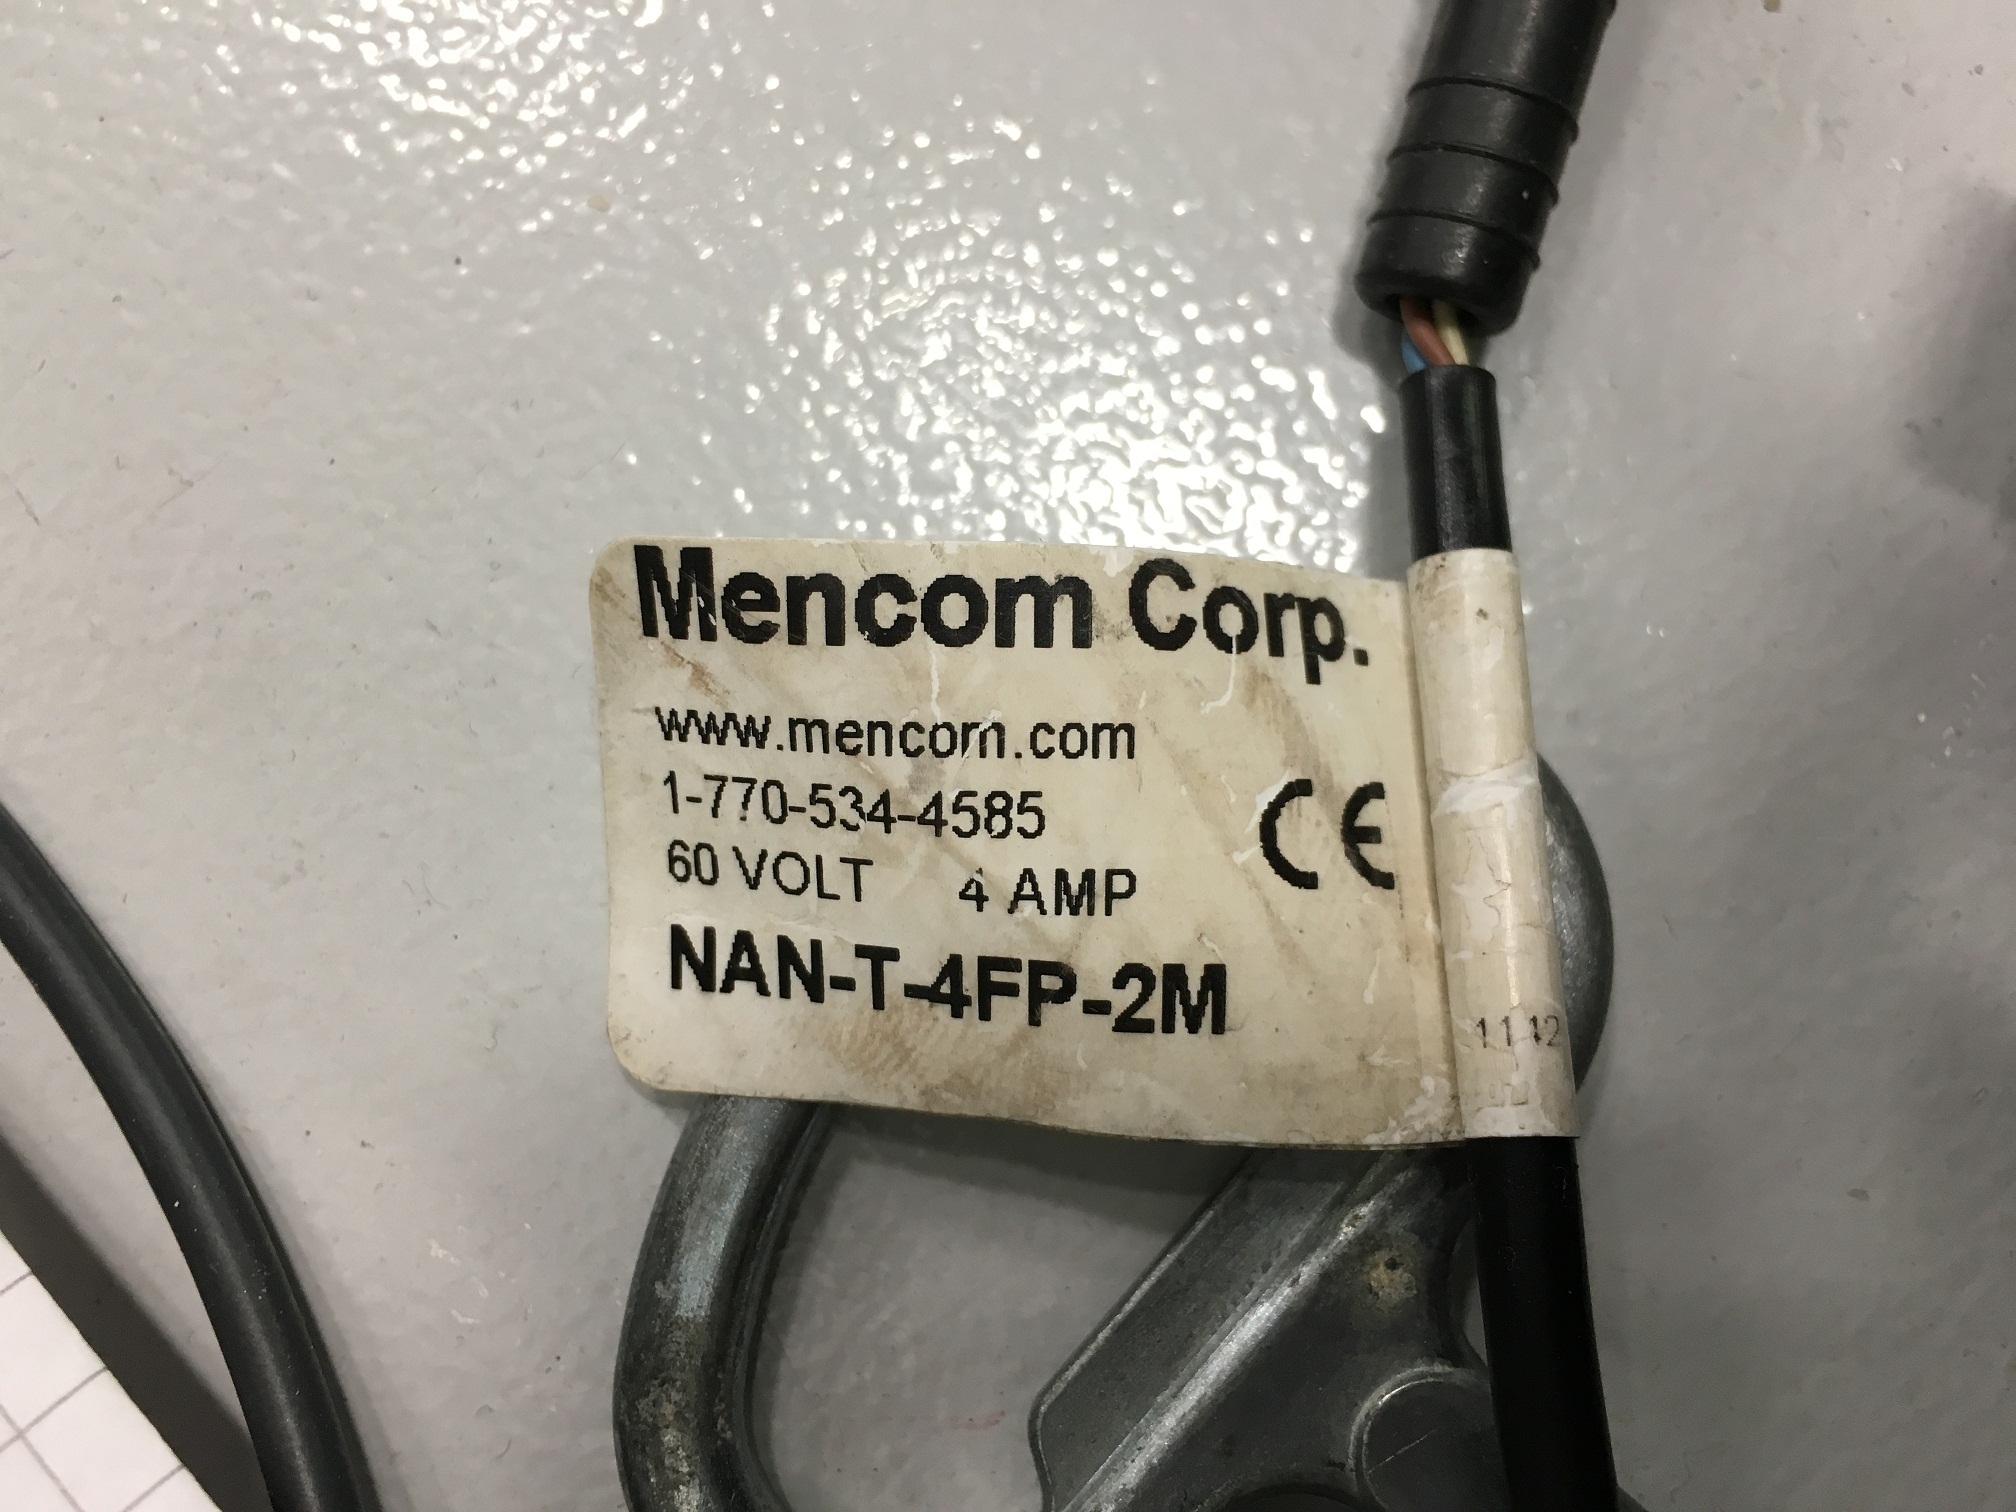 Mencom Corp.
www.mencom.com
1-770-534-4585
60 VOLT 4 AMP
CE
NAN-T-4FP-2M
1142